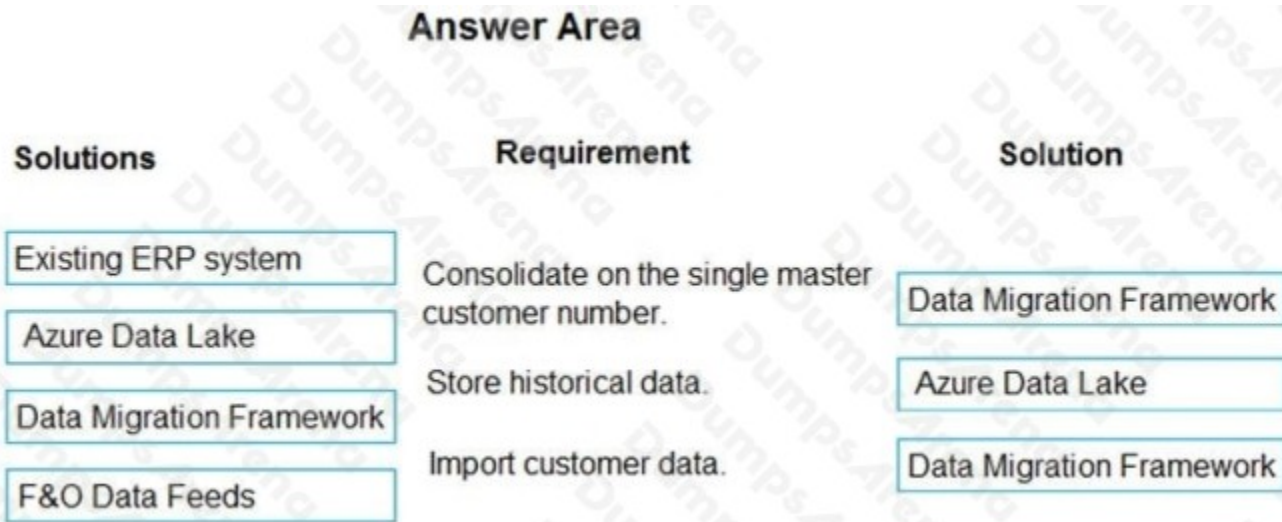 Answer Area
Solutions
Requirement
Solution
Existing ERP system
Azure Data Lake
Data Migration Framework
F&O Data Feeds
Consolidate on the single master
customer number.
Store historical data.
Import customer data.
Data Migration Framework
Azure Data Lake
Data Migration Framework
DumpsArena